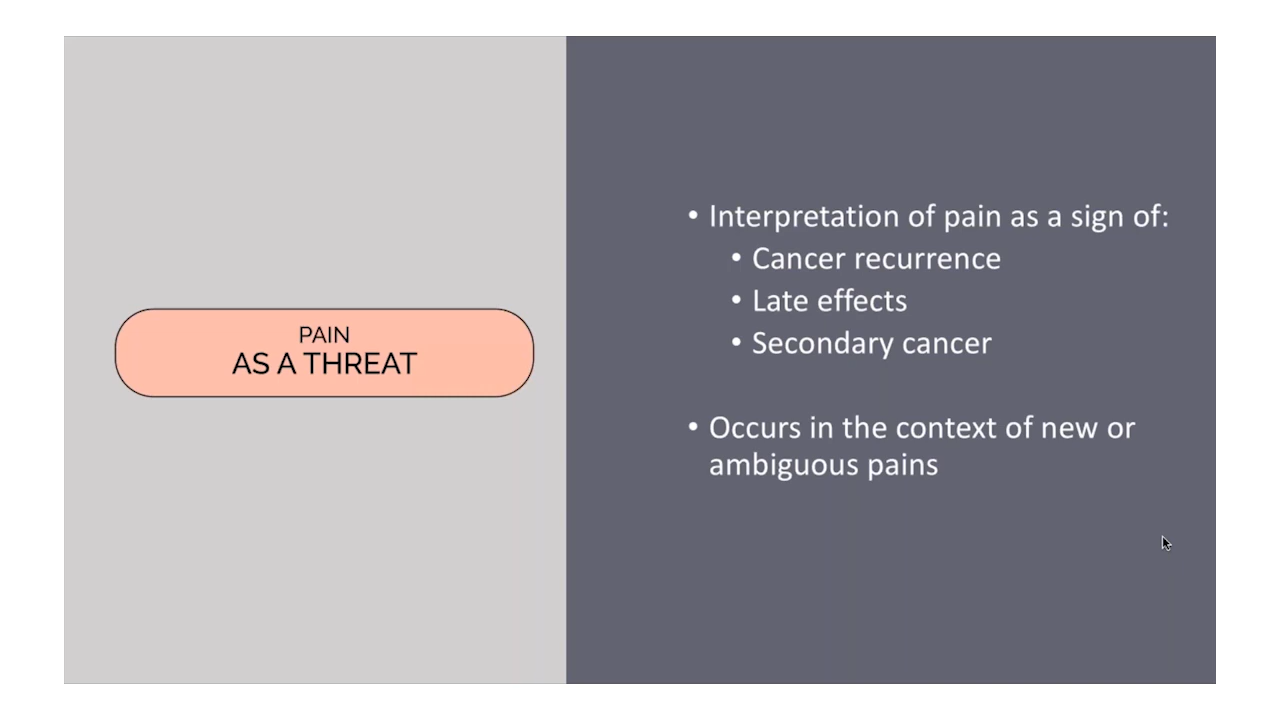 PAIN
AS A THREAT
• Interpretation of pain as a sign of:
• Cancer recurrence
• Late effects
• Secondary cancer
• Occurs in the context of new or
ambiguous pains